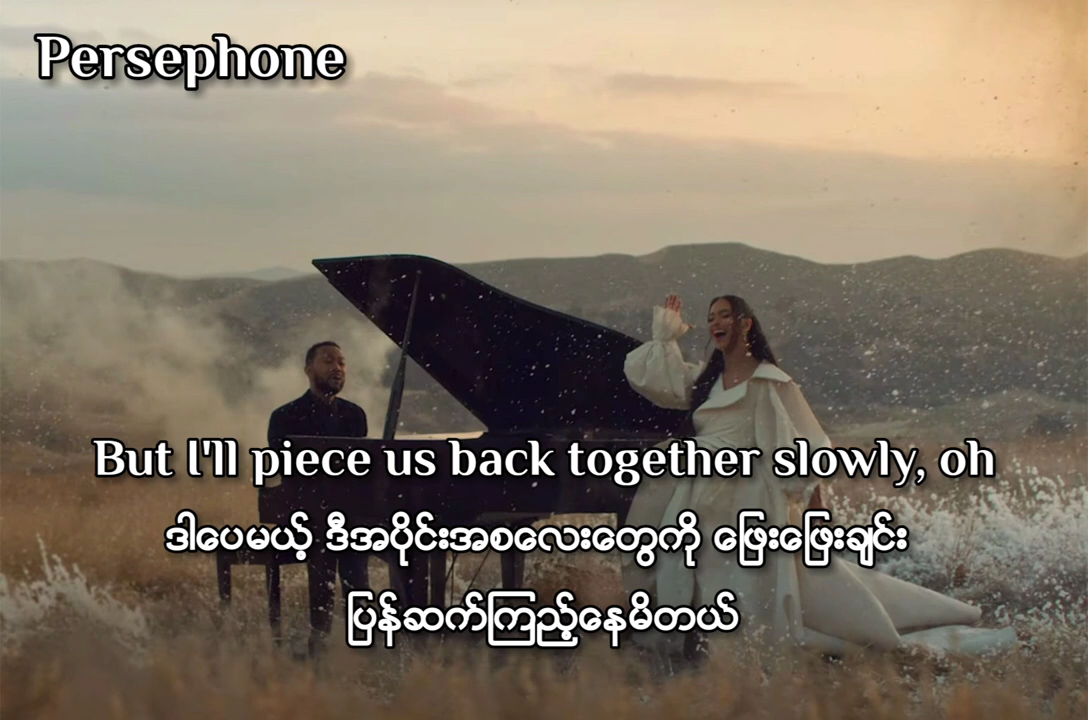 Persephone
But I'll piece us back together slowly, oh
ဒါပေမယ့် ဒီအပိုင်းအစလေးတွေကို ဖြေးဖြေးချင်း
ပြန်ဆက်ကြည့်နေမိတယ်